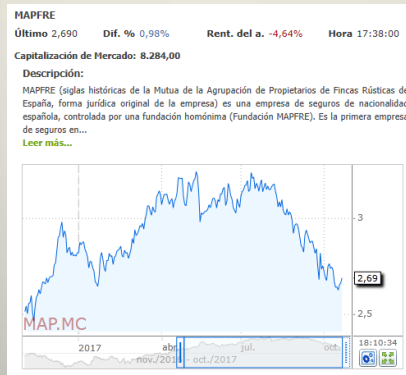 MAPFRE
Último 2,690 Dif. % 0,98% Rent. del a. -4,64% Hora 17:38:00
Capitalización de Mercado: 8.284,00
Descripción:
MAPFRE (siglas históricas de la Mutua de la Agrupación de Propietarios de Fincas Rústicas de
España, forma jurídica original de la empresa) es una empresa de seguros de nacionalidad
española, controlada por una fundación homónima (Fundación MAPFRE). Es la primera empresa
de seguros en...
Leer más...
3
2,69
2,5
MAP.MC
2017 abr. jul. oct.
nov./2016 - oct./2017
18:10:34